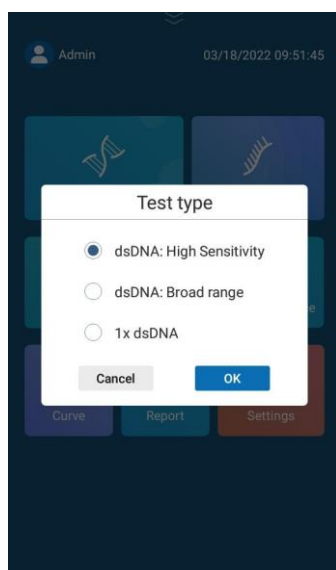 Admin
03/18/2022 09:51:45
Test type
dsDNA: High Sensitivity
dsDNA: Broad range
1x dsDNA
Cancel
OK
Curve
Report
Settings